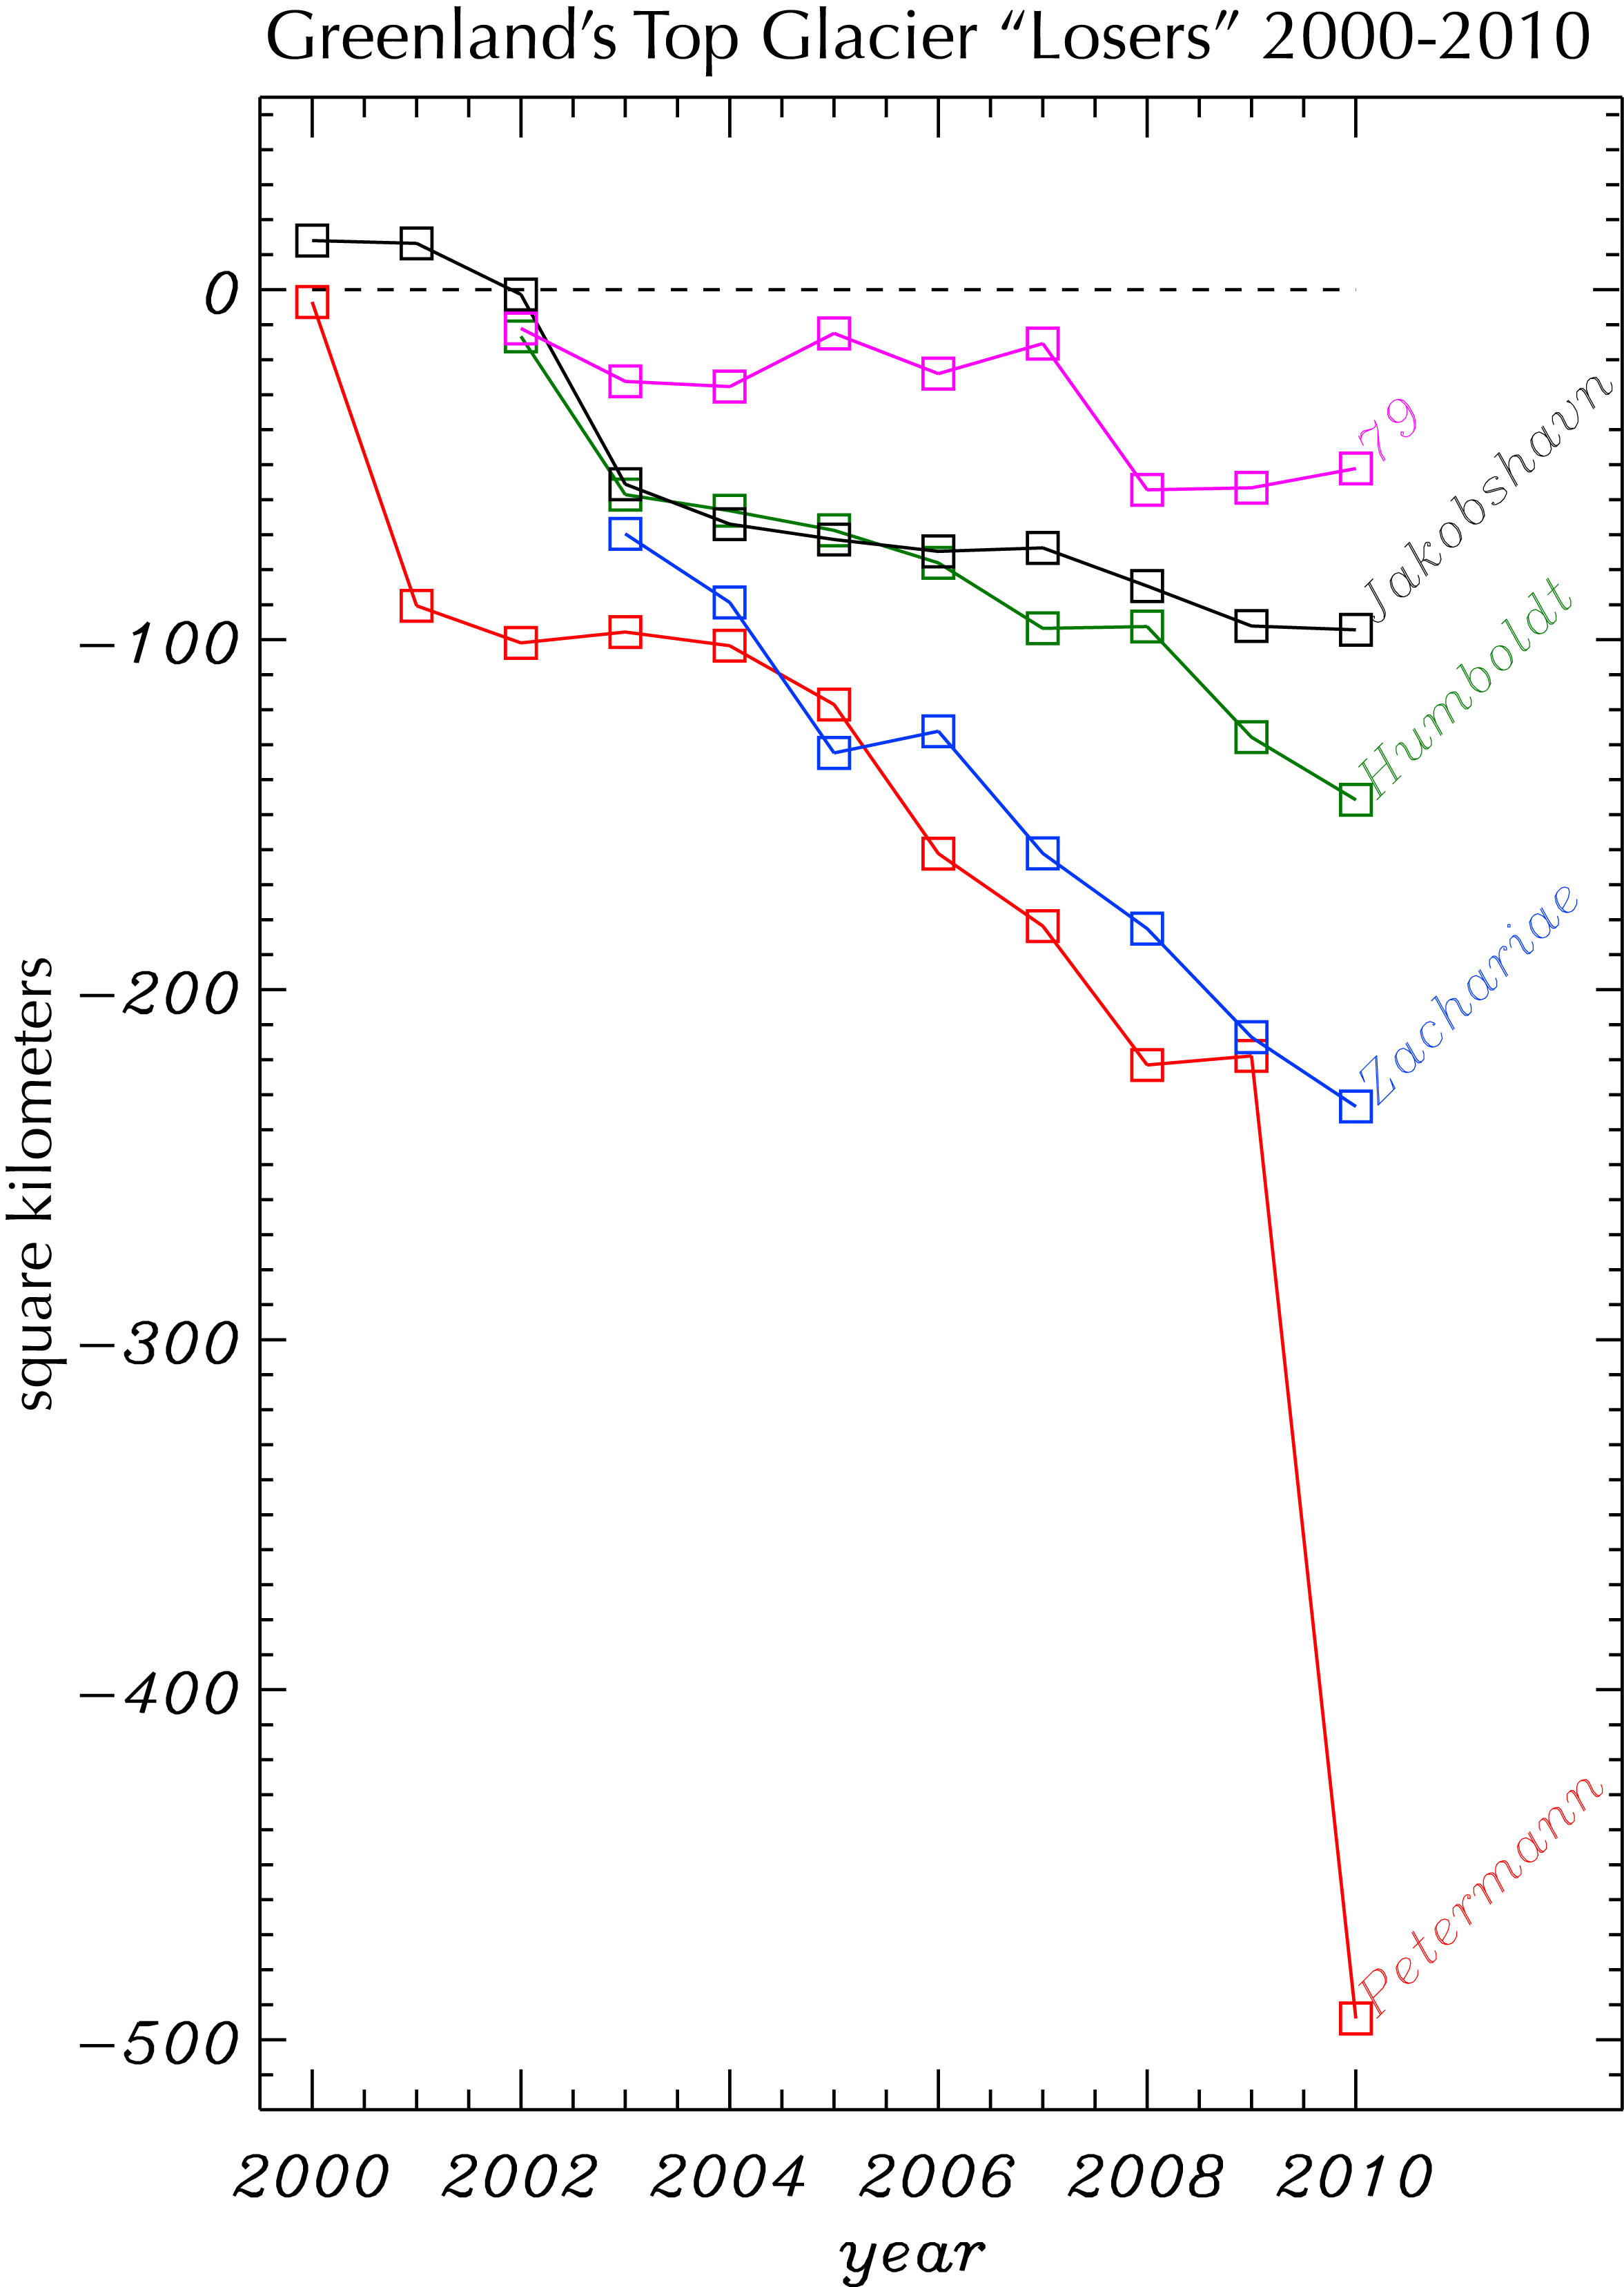 Greenland's Top Glacier “Losers” 2000-2010
0
−100
−200
−300
−400
−500
square kilometers
79
Jakobshavn
Humboldt
Zachariae
Petermann
2000 2002 2004 2006 2008 2010
year